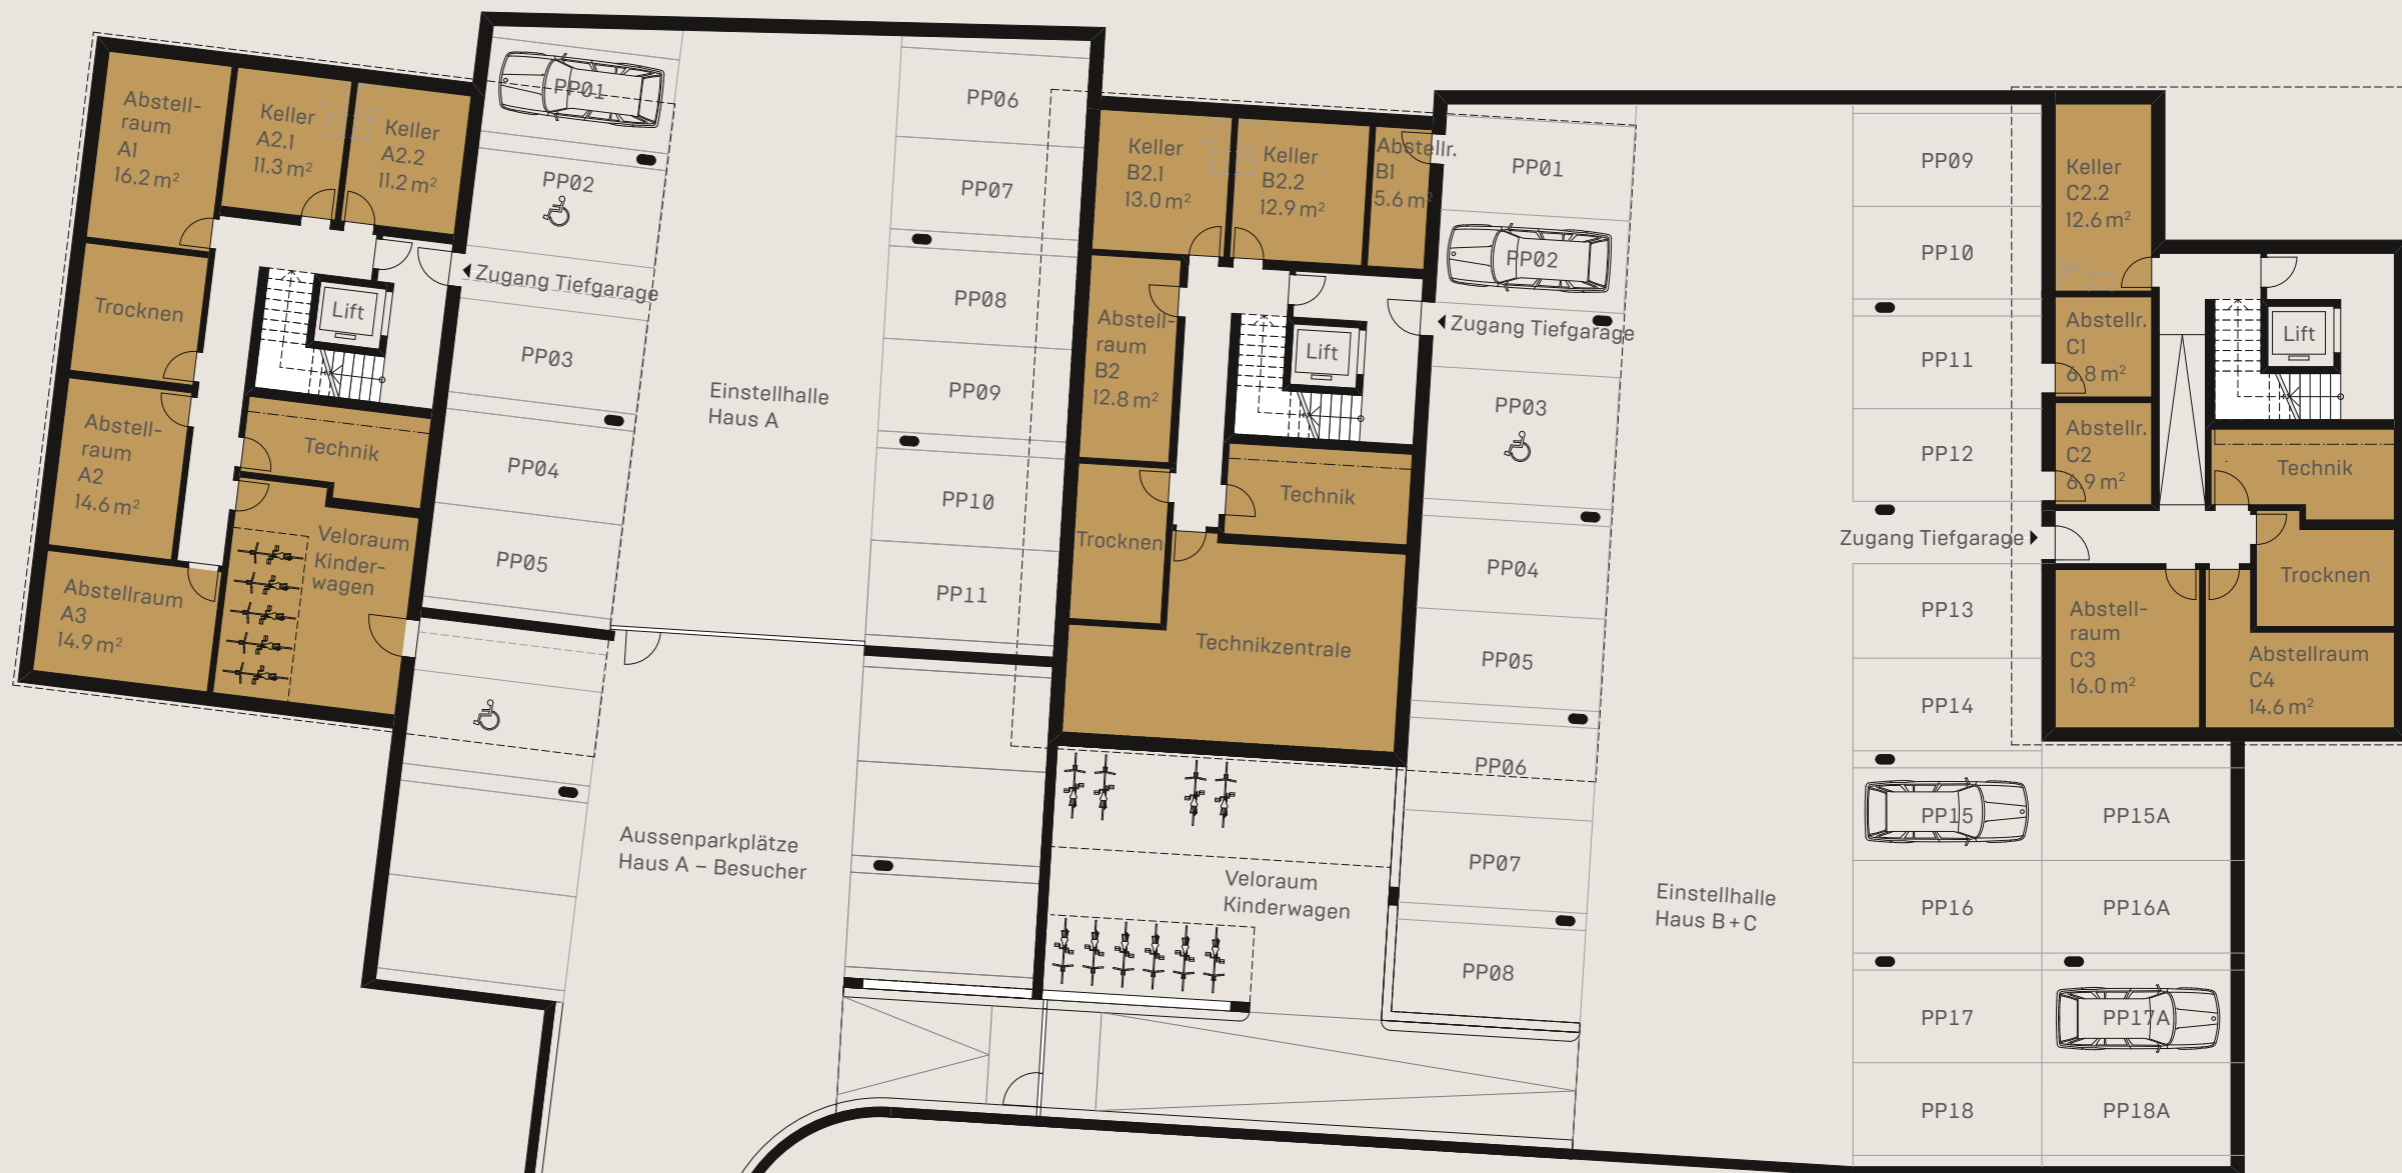 Abstell-
raum
A1
16.2 m²
Keller
A2.1
11.3 m²
Keller
A2.2
11.2 m²
Trocknen
Lift
Abstell-
raum
A2
14.6 m²
Technik
Veloraum
Kinder-
wagen
Abstellraum
A3
14.9 m²
PP01
PP02
Zugang Tiefgarage
PP03
PP04
PP05
Einstellhalle
Haus A
PP06
PP07
PP08
PP09
PP10
PP11
Aussenparkplätze
Haus A – Besucher
Keller
B2.1
13.0 m²
Keller
B2.2
12.9 m²
Abstellr.
B1
5.6 m²
Abstell-
raum
B2
12.8 m²
Lift
Technik
Trocknen
Technikzentrale
Veloraum
Kinderwagen
PP01
PP02
Zugang Tiefgarage
PP03
PP04
PP05
PP06
PP07
PP08
Einstellhalle
Haus B + C
PP09
PP10
PP11
PP12
Zugang Tiefgarage
PP13
PP14
PP15
PP15A
PP16
PP16A
PP17
PP17A
PP18
PP18A
Keller
C2.2
12.6 m²
Abstellr.
C1
6.8 m²
Abstellr.
C2
6.9 m²
Lift
Technik
Trocknen
Abstell-
raum
C3
16.0 m²
Abstellraum
C4
14.6 m²